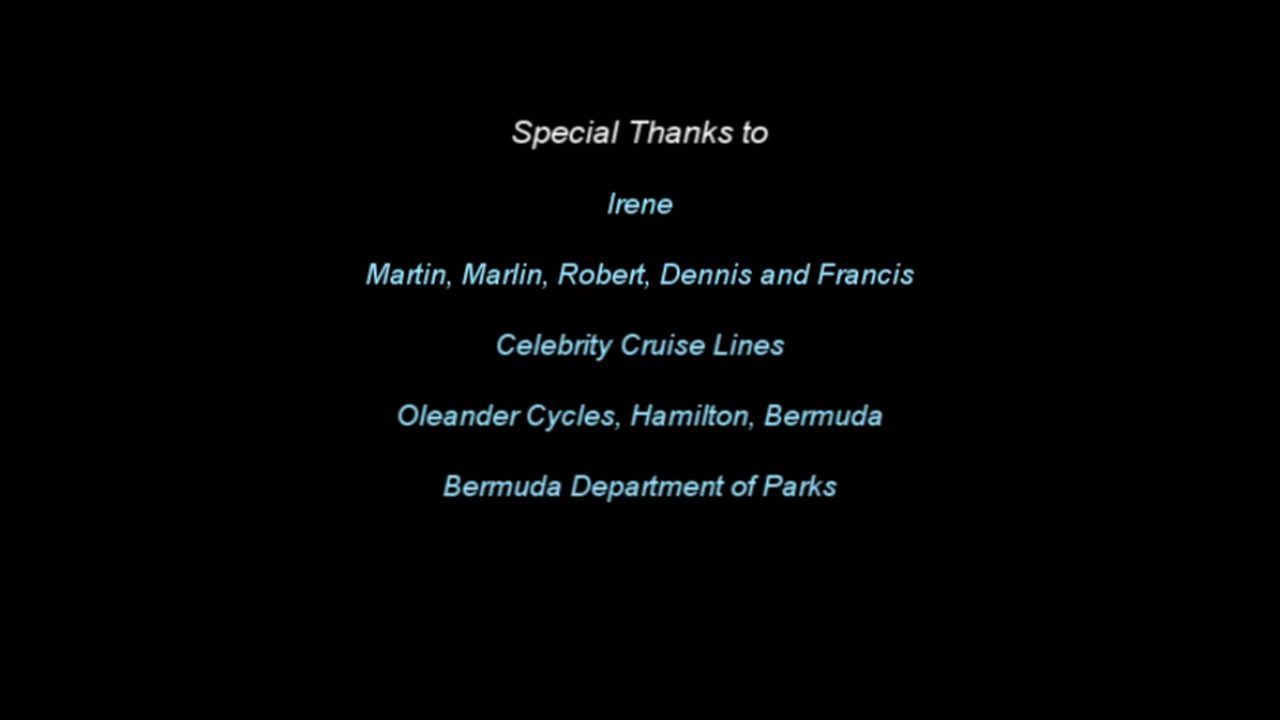 Special Thanks to
Irene
Martin, Marlin, Robert, Dennis and Francis
Celebrity Cruise Lines
Oleander Cycles, Hamilton, Bermuda
Bermuda Department of Parks